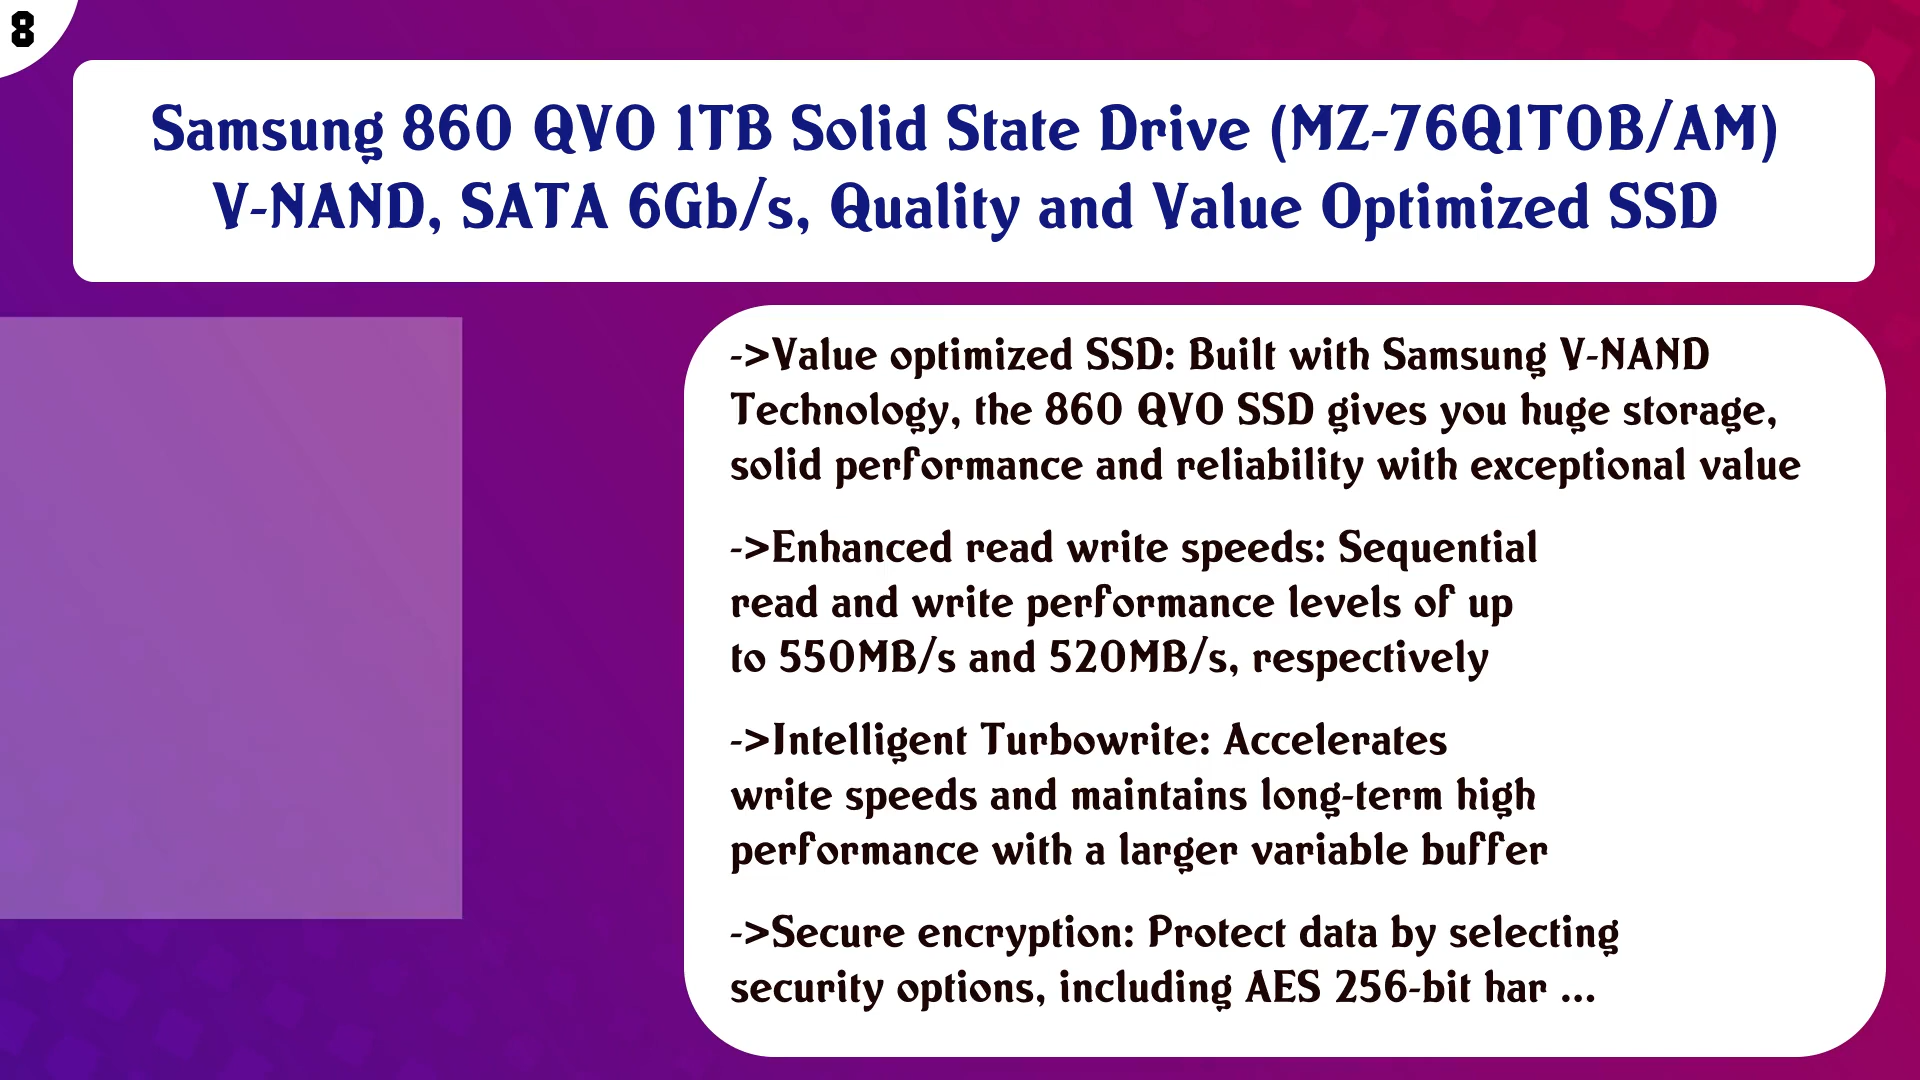 8
Samsung 860 QVO 1TB Solid State Drive (MZ-76Q1T0B/AM)
V-NAND, SATA 6Gb/s, Quality and Value Optimized SSD
->Value optimized SSD: Built with Samsung V-NAND
Technology, the 860 QVO SSD gives you huge storage,
solid performance and reliability with exceptional value
->Enhanced read write speeds: Sequential
read and write performance levels of up
to 550MB/s and 520MB/s, respectively
->Intelligent Turbowrite: Accelerates
write speeds and maintains long-term high
performance with a larger variable buffer
->Secure encryption: Protect data by selecting
security options, including AES 256-bit har ...